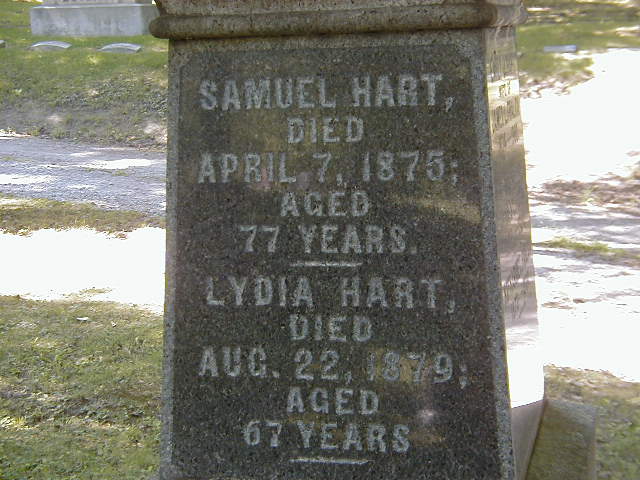 SAMUEL HART,
DIED
APRIL 7, 1875;
AGED
77 YEARS.
LYDIA HART,
DIED
AUG. 22, 1879;
AGED
67 YEARS